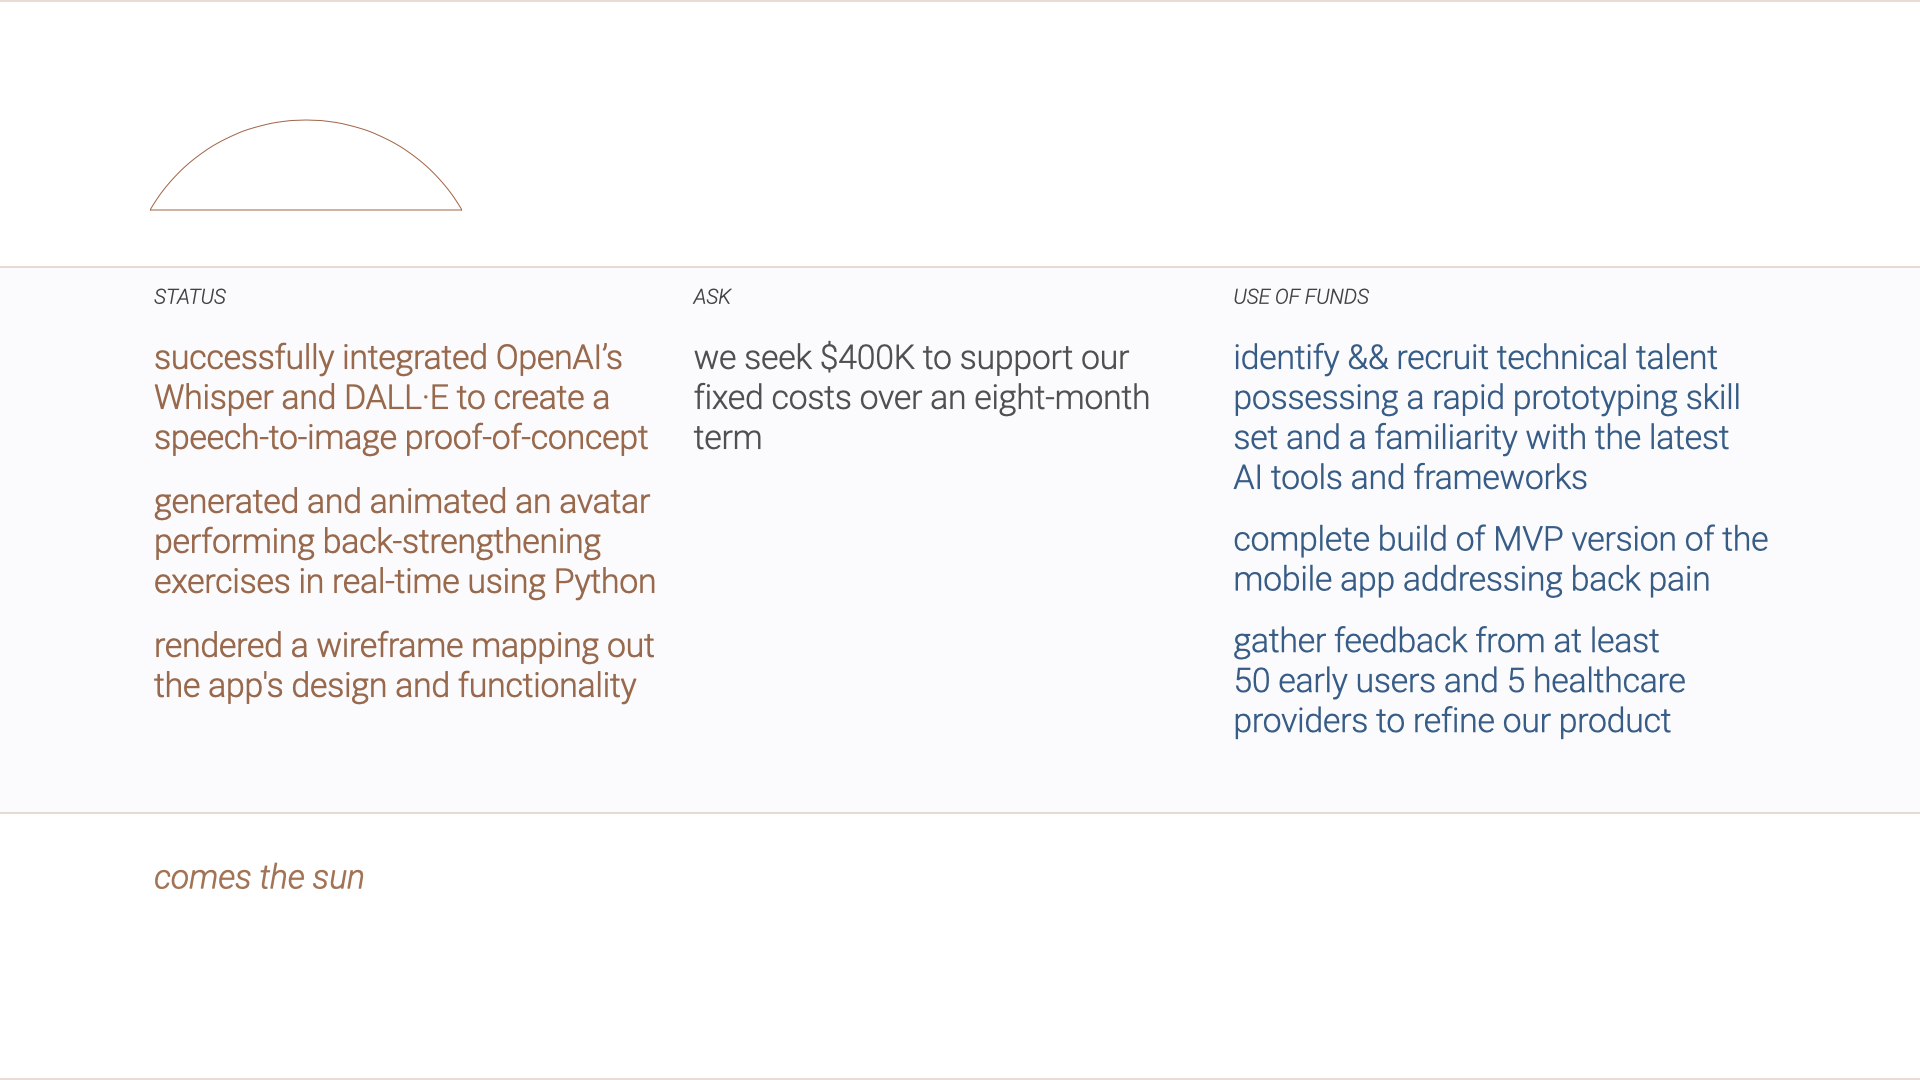 STATUS
successfully integrated OpenAI’s
Whisper and DALL·E to create a
speech-to-image proof-of-concept
generated and animated an avatar
performing back-strengthening
exercises in real-time using Python
rendered a wireframe mapping out
the app's design and functionality
ASK
we seek $400K to support our
fixed costs over an eight-month
term
USE OF FUNDS
identify && recruit technical talent
possessing a rapid prototyping skill
set and a familiarity with the latest
AI tools and frameworks
complete build of MVP version of the
mobile app addressing back pain
gather feedback from at least
50 early users and 5 healthcare
providers to refine our product
comes the sun